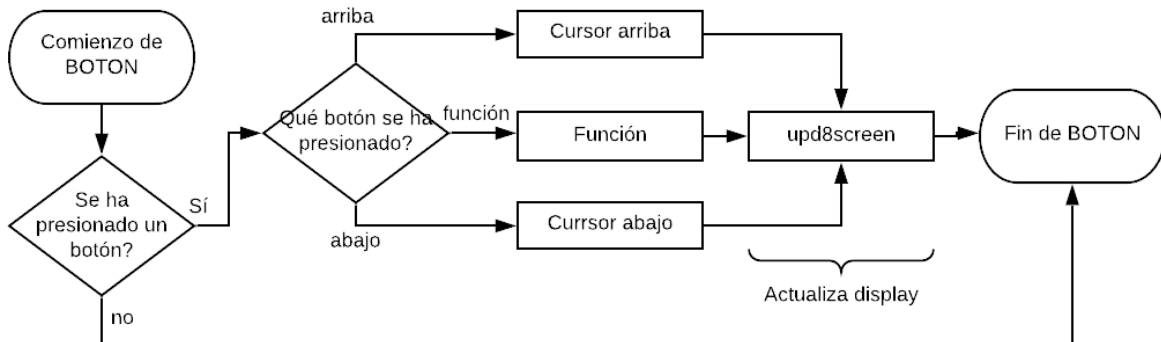 Comienzo de
BOTON
Se ha
presionado un
botón?
Sí
no
Qué botón se ha
presionado?
arriba
función
abajo
Cursor arriba
Función
Currsor abajo
upd8screen
Actualiza display
Fin de BOTON